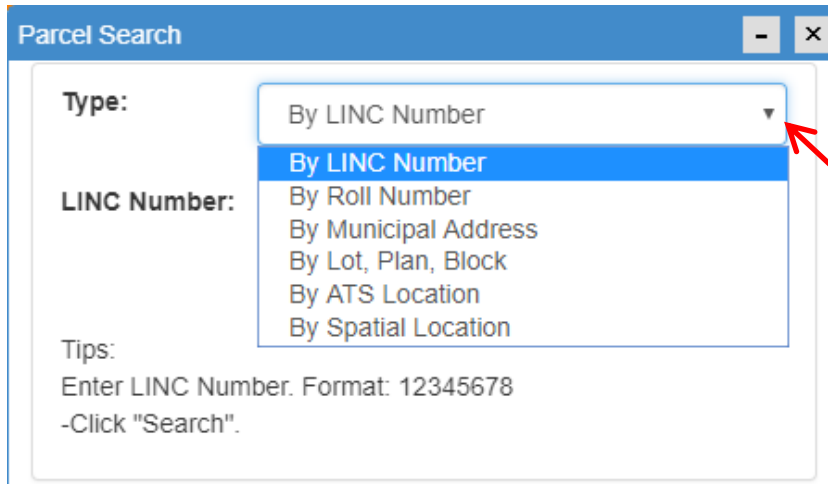 Parcel Search
Type:
By LINC Number
By LINC Number
LINC Number:
By Roll Number
By Municipal Address
By Lot, Plan, Block
By ATS Location
By Spatial Location
Tips:
Enter LINC Number. Format: 12345678
-Click "Search".